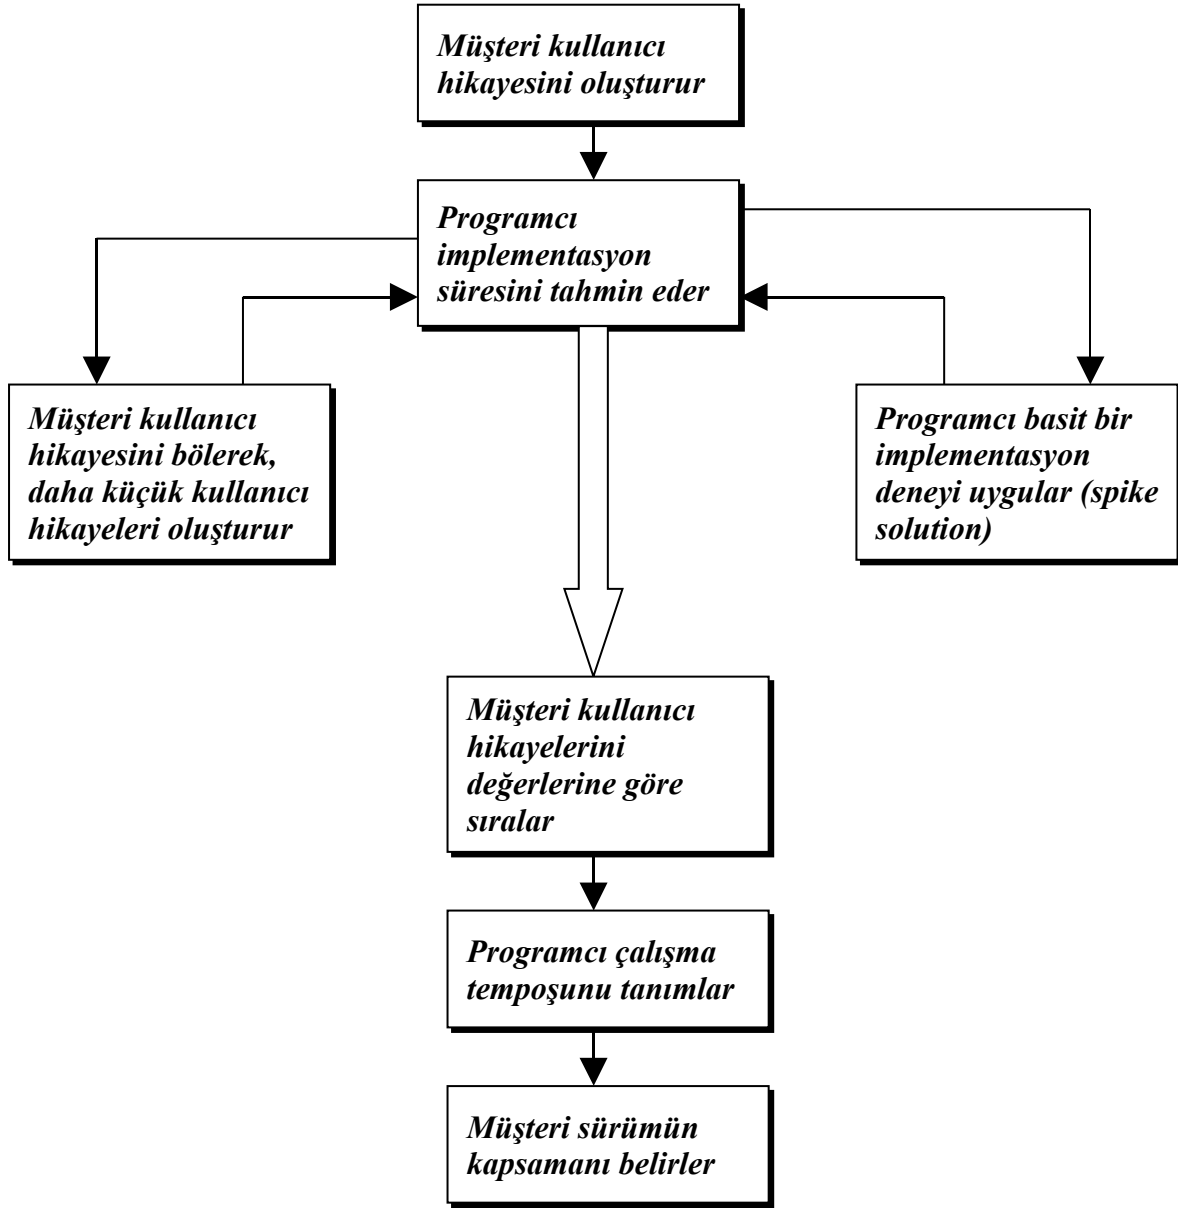 Müşteri kullanıcı
hikayesini oluşturur
Programcı
implementasyon
süresini tahmin eder
Müşteri kullanıcı
hikayesini bölerek,
daha küçük kullanıcı
hikayeleri oluşturur
Programcı basit bir
implementasyon
deneyi uygular (spike
solution)
Müşteri kullanıcı
hikayelerini
değerlerine göre
sıralar
Programcı çalışma
tempoşunu tanımlar
Müşteri sürümün
kapsamanı belirler